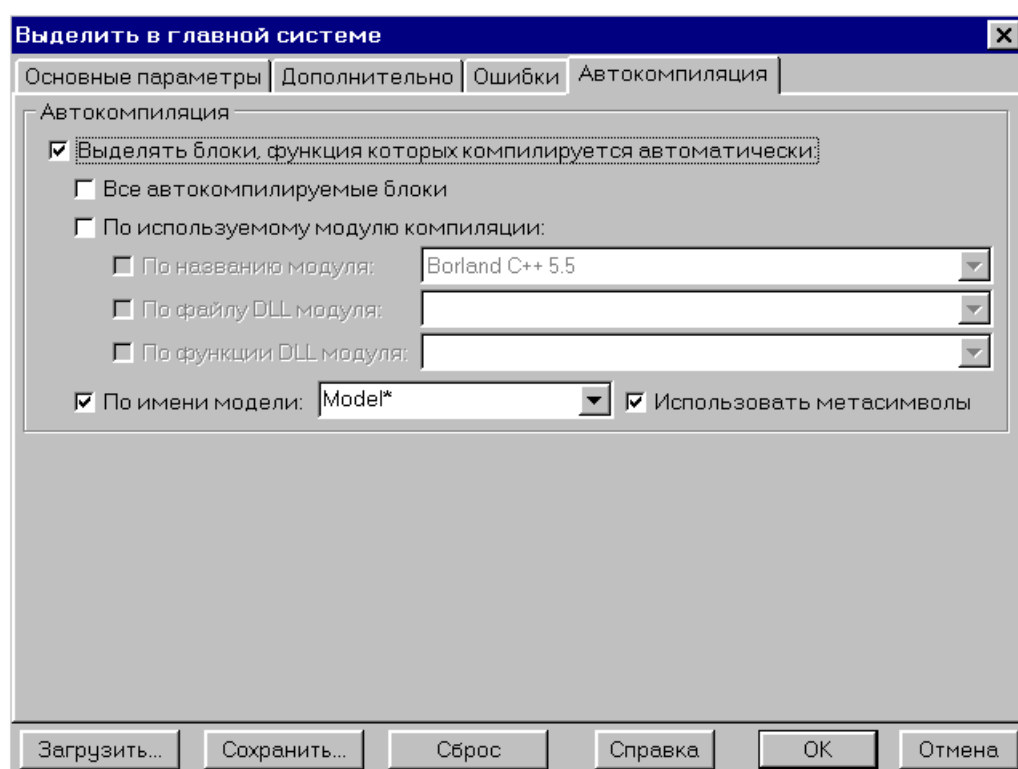 Выделить в главной системе
Основные параметры Дополнительно Ошибки Автокомпиляция
Автокомпиляция
Выделять блоки, функция которых компилируется автоматически:
Все автокомпилируемые блоки
По используемому модулю компиляции:
По названию модуля: Borland C++ 5.5
По файлу DLL модуля:
По функции DLL модуля:
По имени модели: Model* Использовать метасимволы
Загрузить... Сохранить... Сброс Справка OK Отмена